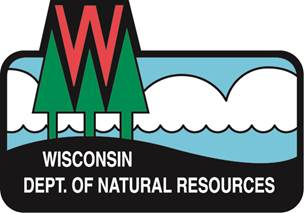 W
WISCONSIN
DEPT. OF NATURAL RESOURCES